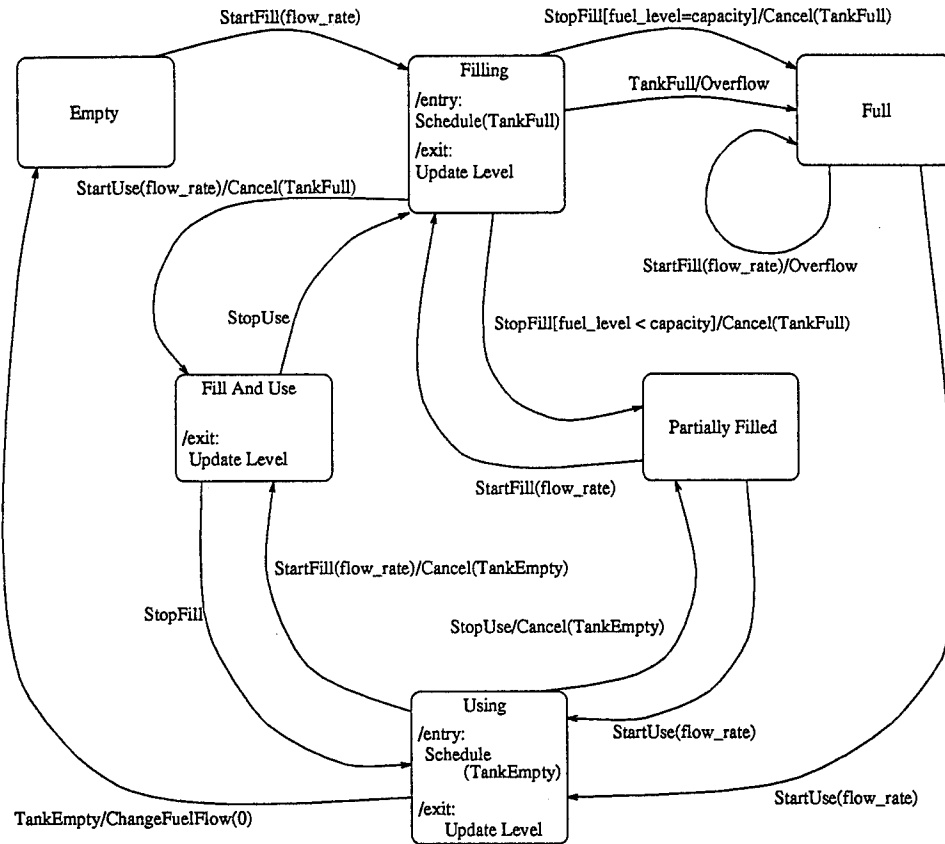 StartFill(flow_rate)
StopFill[fuel_level=capacity]/Cancel(TankFull)
Empty
Filling
/entry:
Schedule(TankFull)
/exit:
Update Level
TankFull/Overflow
Full
StartUse(flow_rate)/Cancel(TankFull)
StartFill(flow_rate)/Overflow
StopUse
StopFill[fuel_level < capacity]/Cancel(TankFull)
Fill And Use
/exit:
Update Level
Partially Filled
StartFill(flow_rate)
StartFill(flow_rate)/Cancel(TankEmpty)
StopFill
StopUse/Cancel(TankEmpty)
Using
/entry:
Schedule
(TankEmpty)
/exit:
Update Level
StartUse(flow_rate)
StartUse(flow_rate)
TankEmpty/ChangeFuelFlow(0)